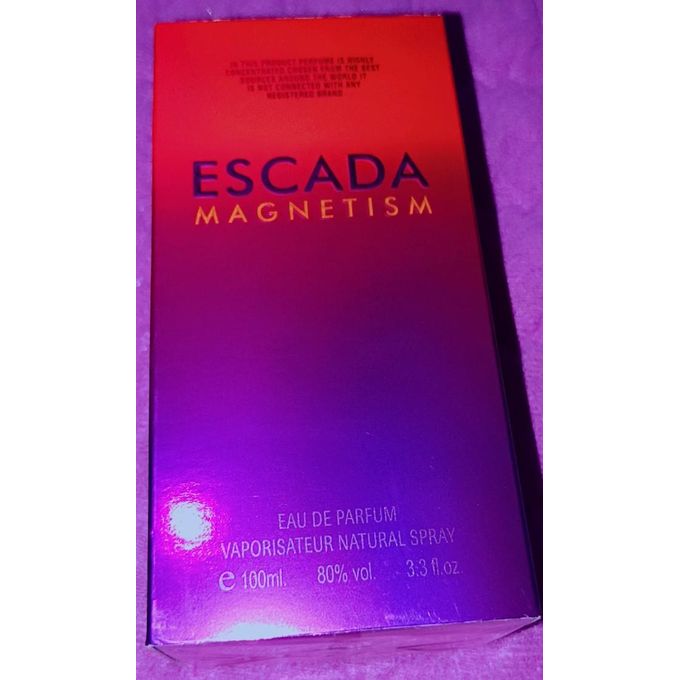 IN THIS PRODUCT PERFUME IS HIGHLY
CONCENTRATED CHOSEN FROM THE BEST
SOURCES AROUND THE WORLD IT
IS NOT CONNECTED WITH ANY
REGISTERED BRAND
ESCADA
MAGNETISM
EAU DE PARFUM
VAPORISATEUR NATURAL SPRAY
e 100ml. 80% vol. 3.3 fl.oz.